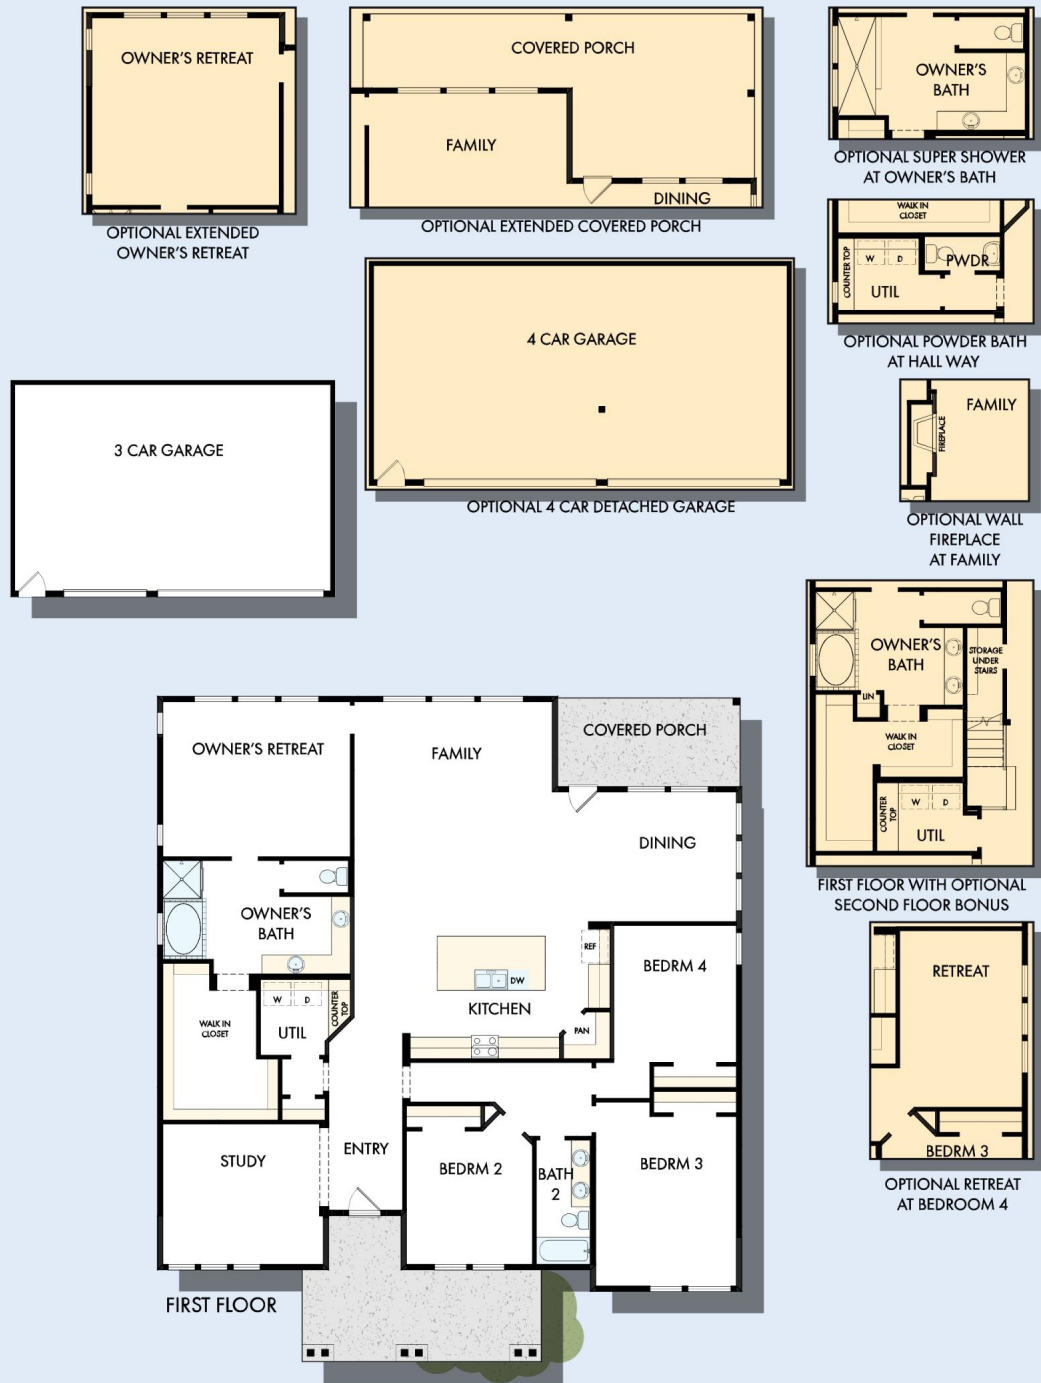 OWNER'S RETREAT
OPTIONAL EXTENDED
OWNER'S RETREAT
COVERED PORCH
FAMILY
DINING
OPTIONAL EXTENDED COVERED PORCH
OWNER'S
BATH
OPTIONAL SUPER SHOWER
AT OWNER'S BATH
WALK IN
CLOSET
COUNTER TOP
W D
PWDR
UTIL
OPTIONAL POWDER BATH
AT HALL WAY
4 CAR GARAGE
OPTIONAL 4 CAR DETACHED GARAGE
3 CAR GARAGE
FAMILY
FIREPLACE
OPTIONAL WALL
FIREPLACE
AT FAMILY
OWNER'S
BATH
STORAGE
UNDER
STAIRS
LIN
WALK IN
CLOSET
COUNTER
TOP
W D
UTIL
FIRST FLOOR WITH OPTIONAL
SECOND FLOOR BONUS
RETREAT
BEDRM 3
OPTIONAL RETREAT
AT BEDROOM 4
OWNER'S RETREAT
FAMILY
COVERED PORCH
DINING
OWNER'S
BATH
REF
BEDRM 4
DW
KITCHEN
PAN
W D
COUNTER
TOP
UTIL
WALK IN
CLOSET
STUDY
ENTRY
BEDRM 2
BATH
2
BEDRM 3
FIRST FLOOR